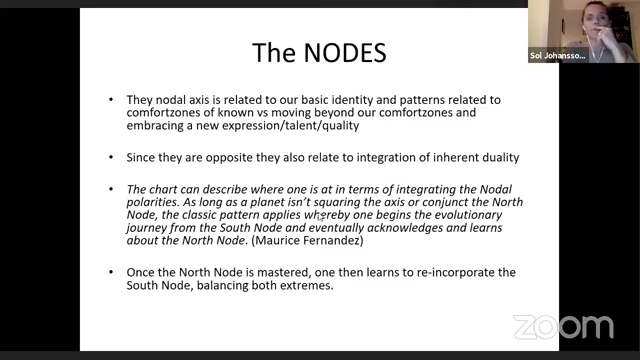 The NODES
Sol Johansso...
• They nodal axis is related to our basic identity and patterns related to
comfortzones of known vs moving beyond our comfortzones and
embracing a new expression/talent/quality
• Since they are opposite they also relate to integration of inherent duality
• The chart can describe where one is at in terms of integrating the Nodal
polarities. As long as a planet isn't squaring the axis or conjunct the North
Node, the classic pattern applies whereby one begins the evolutionary
journey from the South Node and eventually acknowledges and learns
about the North Node. (Maurice Fernandez)
• Once the North Node is mastered, one then learns to re-incorporate the
South Node, balancing both extremes.
zoom